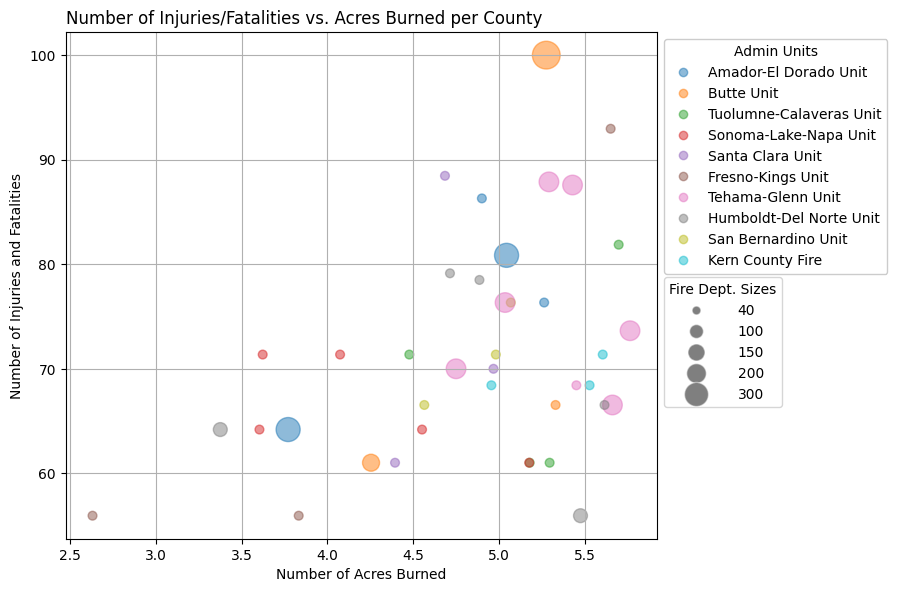 Number of Injuries/Fatalities vs. Acres Burned per County
Number of Injuries and Fatalities
100
90
80
70
60
2.5 3.0 3.5 4.0 4.5 5.0 5.5
Number of Acres Burned
Admin Units
Amador-El Dorado Unit
Butte Unit
Tuolumne-Calaveras Unit
Sonoma-Lake-Napa Unit
Santa Clara Unit
Fresno-Kings Unit
Tehama-Glenn Unit
Humboldt-Del Norte Unit
San Bernardino Unit
Kern County Fire
Fire Dept. Sizes
40
100
150
200
300